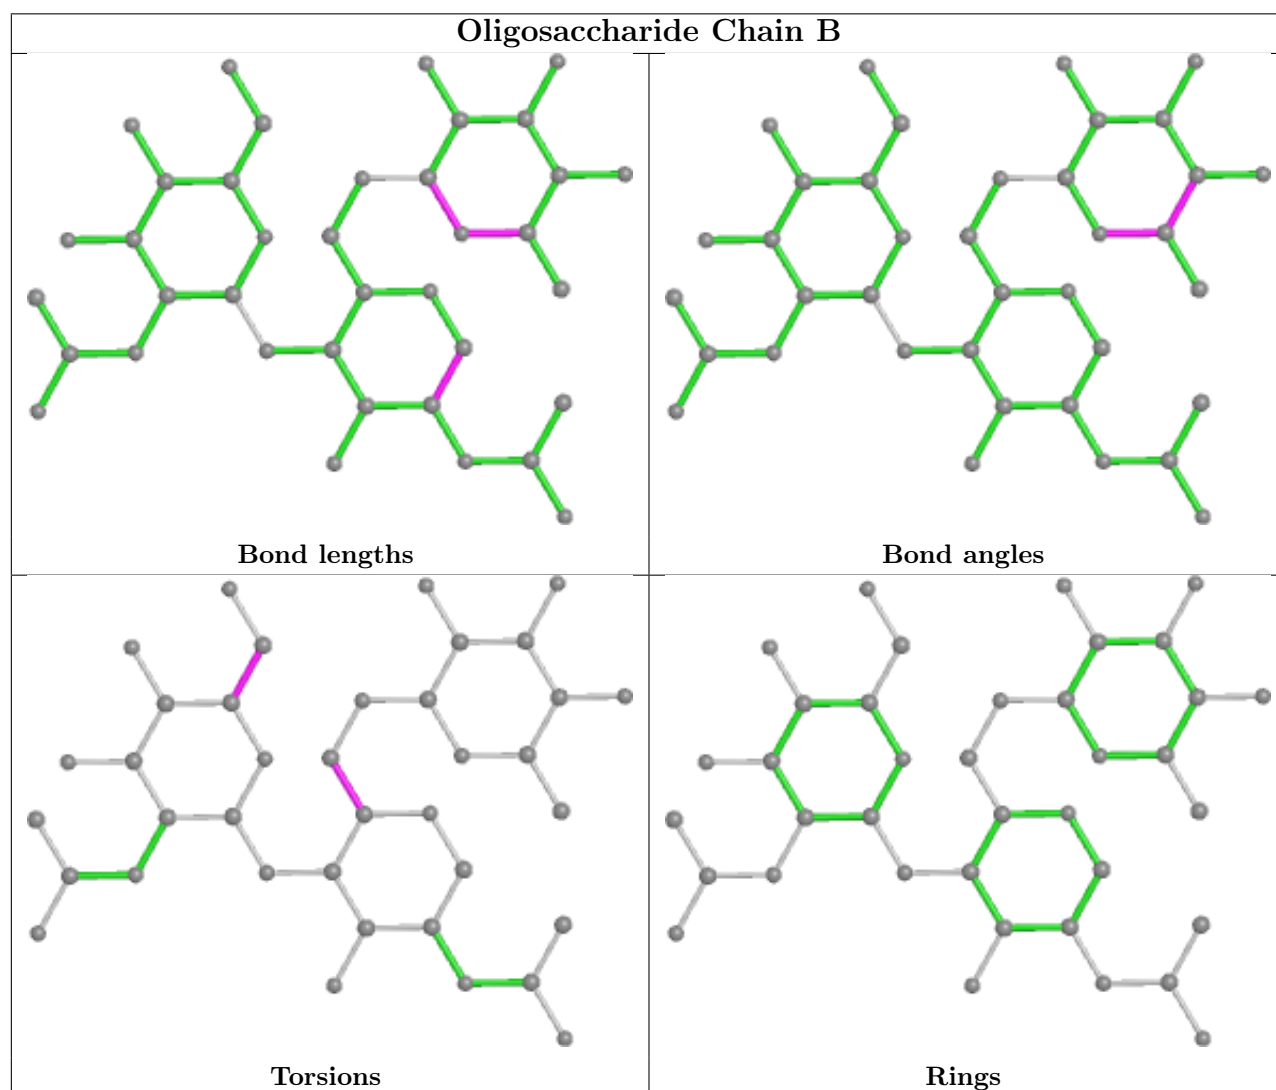 Oligosaccharide Chain B
Bond lengths
Bond angles
Torsions
Rings